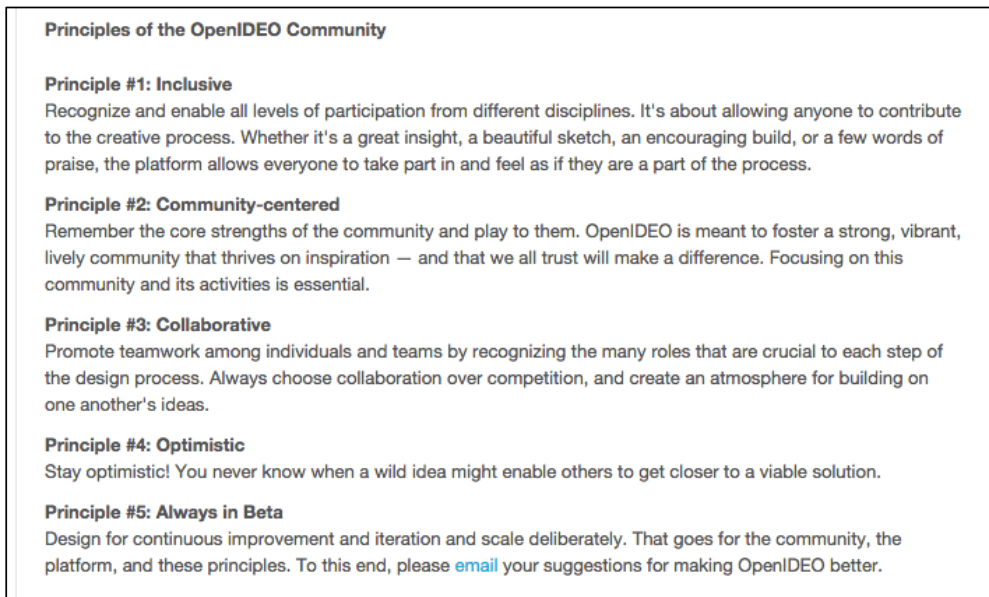 Principles of the OpenIDEO Community
Principle #1: Inclusive
Recognize and enable all levels of participation from different disciplines. It's about allowing anyone to contribute
to the creative process. Whether it's a great insight, a beautiful sketch, an encouraging build, or a few words of
praise, the platform allows everyone to take part in and feel as if they are a part of the process.
Principle #2: Community-centered
Remember the core strengths of the community and play to them. OpenIDEO is meant to foster a strong, vibrant,
lively community that thrives on inspiration — and that we all trust will make a difference. Focusing on this
community and its activities is essential.
Principle #3: Collaborative
Promote teamwork among individuals and teams by recognizing the many roles that are crucial to each step of
the design process. Always choose collaboration over competition, and create an atmosphere for building on
one another's ideas.
Principle #4: Optimistic
Stay optimistic! You never know when a wild idea might enable others to get closer to a viable solution.
Principle #5: Always in Beta
Design for continuous improvement and iteration and scale deliberately. That goes for the community, the
platform, and these principles. To this end, please email your suggestions for making OpenIDEO better.